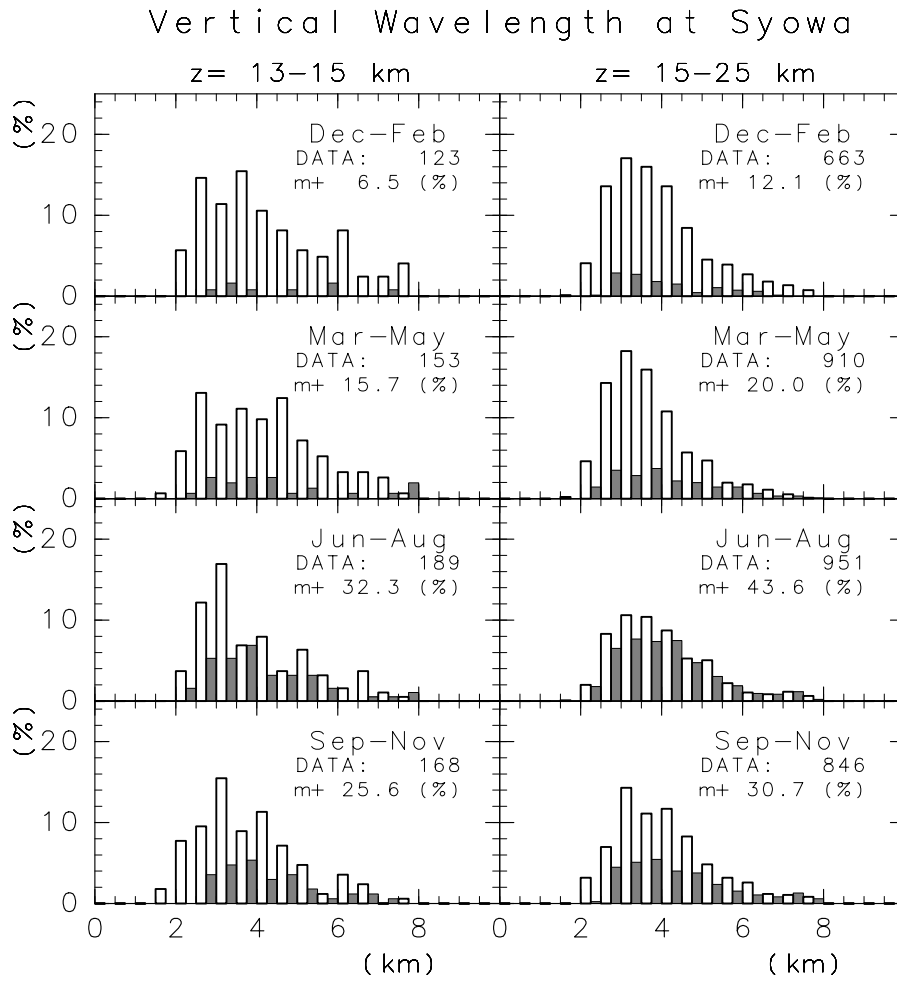 Vertical Wavelength at Syowa
z= 13-15 km
z= 15-25 km
(%)
20
10
0
Dec-Feb
DATA: 123
m+ 6.5 (%)
Dec-Feb
DATA: 663
m+ 12.1 (%)
(%)
20
10
0
Mar-May
DATA: 153
m+ 15.7 (%)
Mar-May
DATA: 910
m+ 20.0 (%)
(%)
20
10
0
Jun-Aug
DATA: 189
m+ 32.3 (%)
Jun-Aug
DATA: 951
m+ 43.6 (%)
(%)
20
10
0
Sep-Nov
DATA: 168
m+ 25.6 (%)
Sep-Nov
DATA: 846
m+ 30.7 (%)
0 2 4 6 8 0 2 4 6 8
(km) (km)